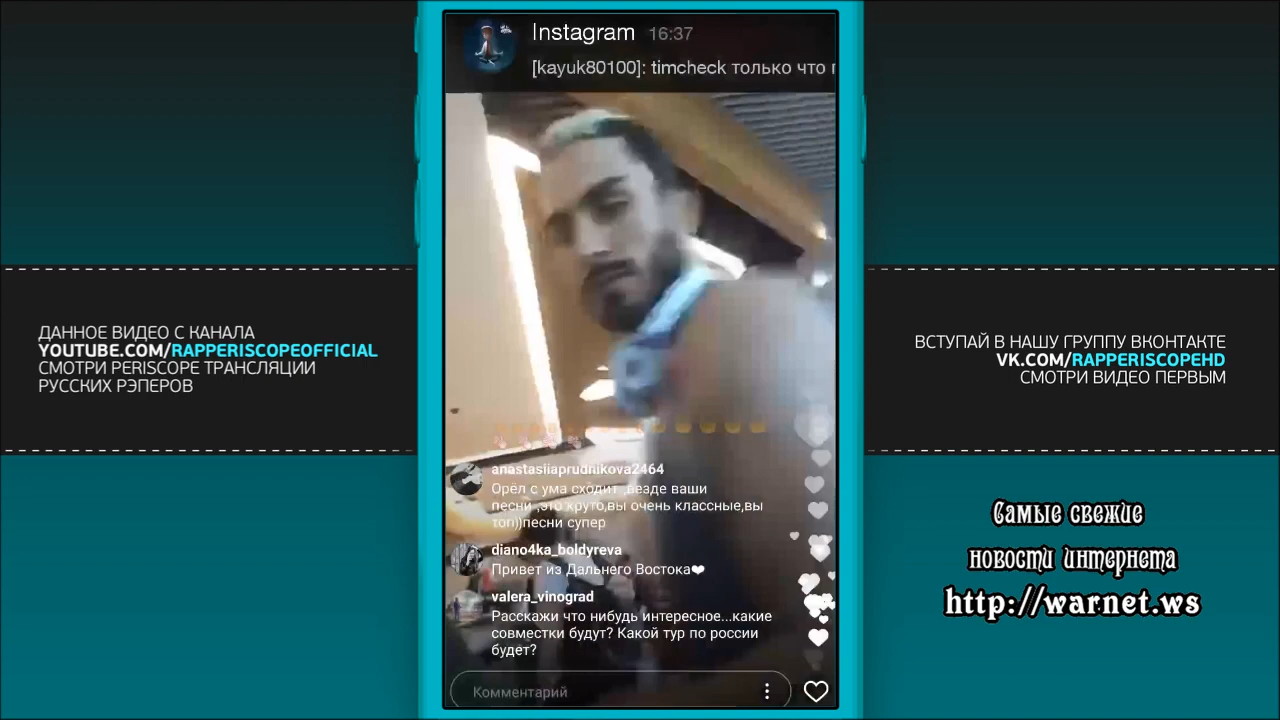 Instagram 16:37
[kayuk80100]: timcheck только что
ДАННОЕ ВИДЕО С КАНАЛА
YOUTUBE.COM/RAPPERISCOPEOFFICIAL
СМОТРИ PERISCOPE ТРАНСЛЯЦИИ
РУССКИХ РЭПЕРОВ
ВСТУПАЙ В НАШУ ГРУППУ ВКОНТАКТЕ
VK.COM/RAPPERISCOPEHD
СМОТРИ ВИДЕО ПЕРВЫМ
anastasiiaprudnikova2464
Орёл с ума сходит ,везде ваши
песни ,это круто,вы очень классные,вы
топ))песни супер
diano4ka_boldyreva
Привет из Дальнего Востока❤
valera_vinograd
Расскажи что нибудь интересное...какие
совместки будут? Какой тур по россии
будет?
Комментарий
Самые свежие
новости интернета
http://warnet.ws